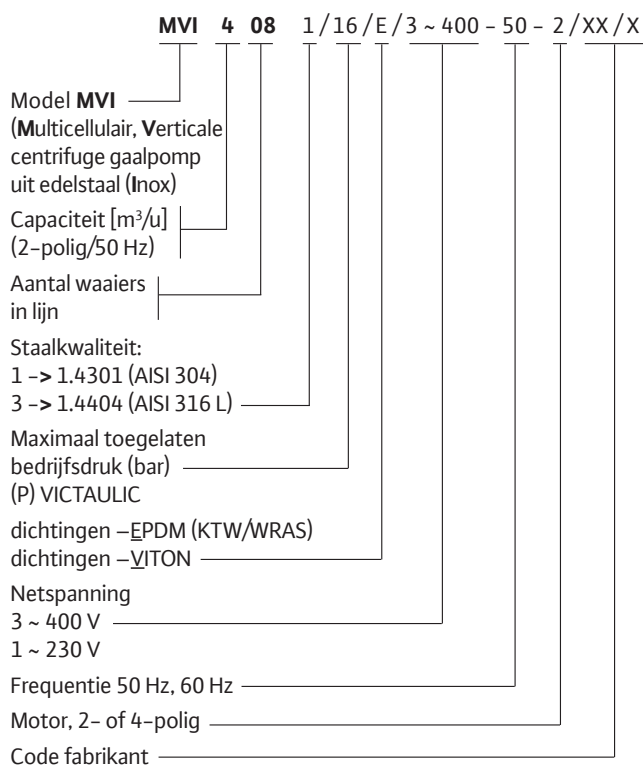 MVI 4 08 1/16/E/3 ~ 400 - 50 - 2/XX/X
Model MVI
(Multicellulair, Verticale
centrifuge gaalpomp
uit edelstaal (Inox)
Capaciteit [m³/u]
(2-polig/50 Hz)
Aantal waaiers
in lijn
Staalkwaliteit:
1 -> 1.4301 (AISI 304)
3 -> 1.4404 (AISI 316 L)
Maximaal toegelaten
bedrijfsdruk (bar)
(P) VICTAULIC
dichtingen –EPDM (KTW/WRAS)
dichtingen –VITON
Netspanning
3 ~ 400 V
1 ~ 230 V
Frequentie 50 Hz, 60 Hz
Motor, 2- of 4-polig
Code fabrikant